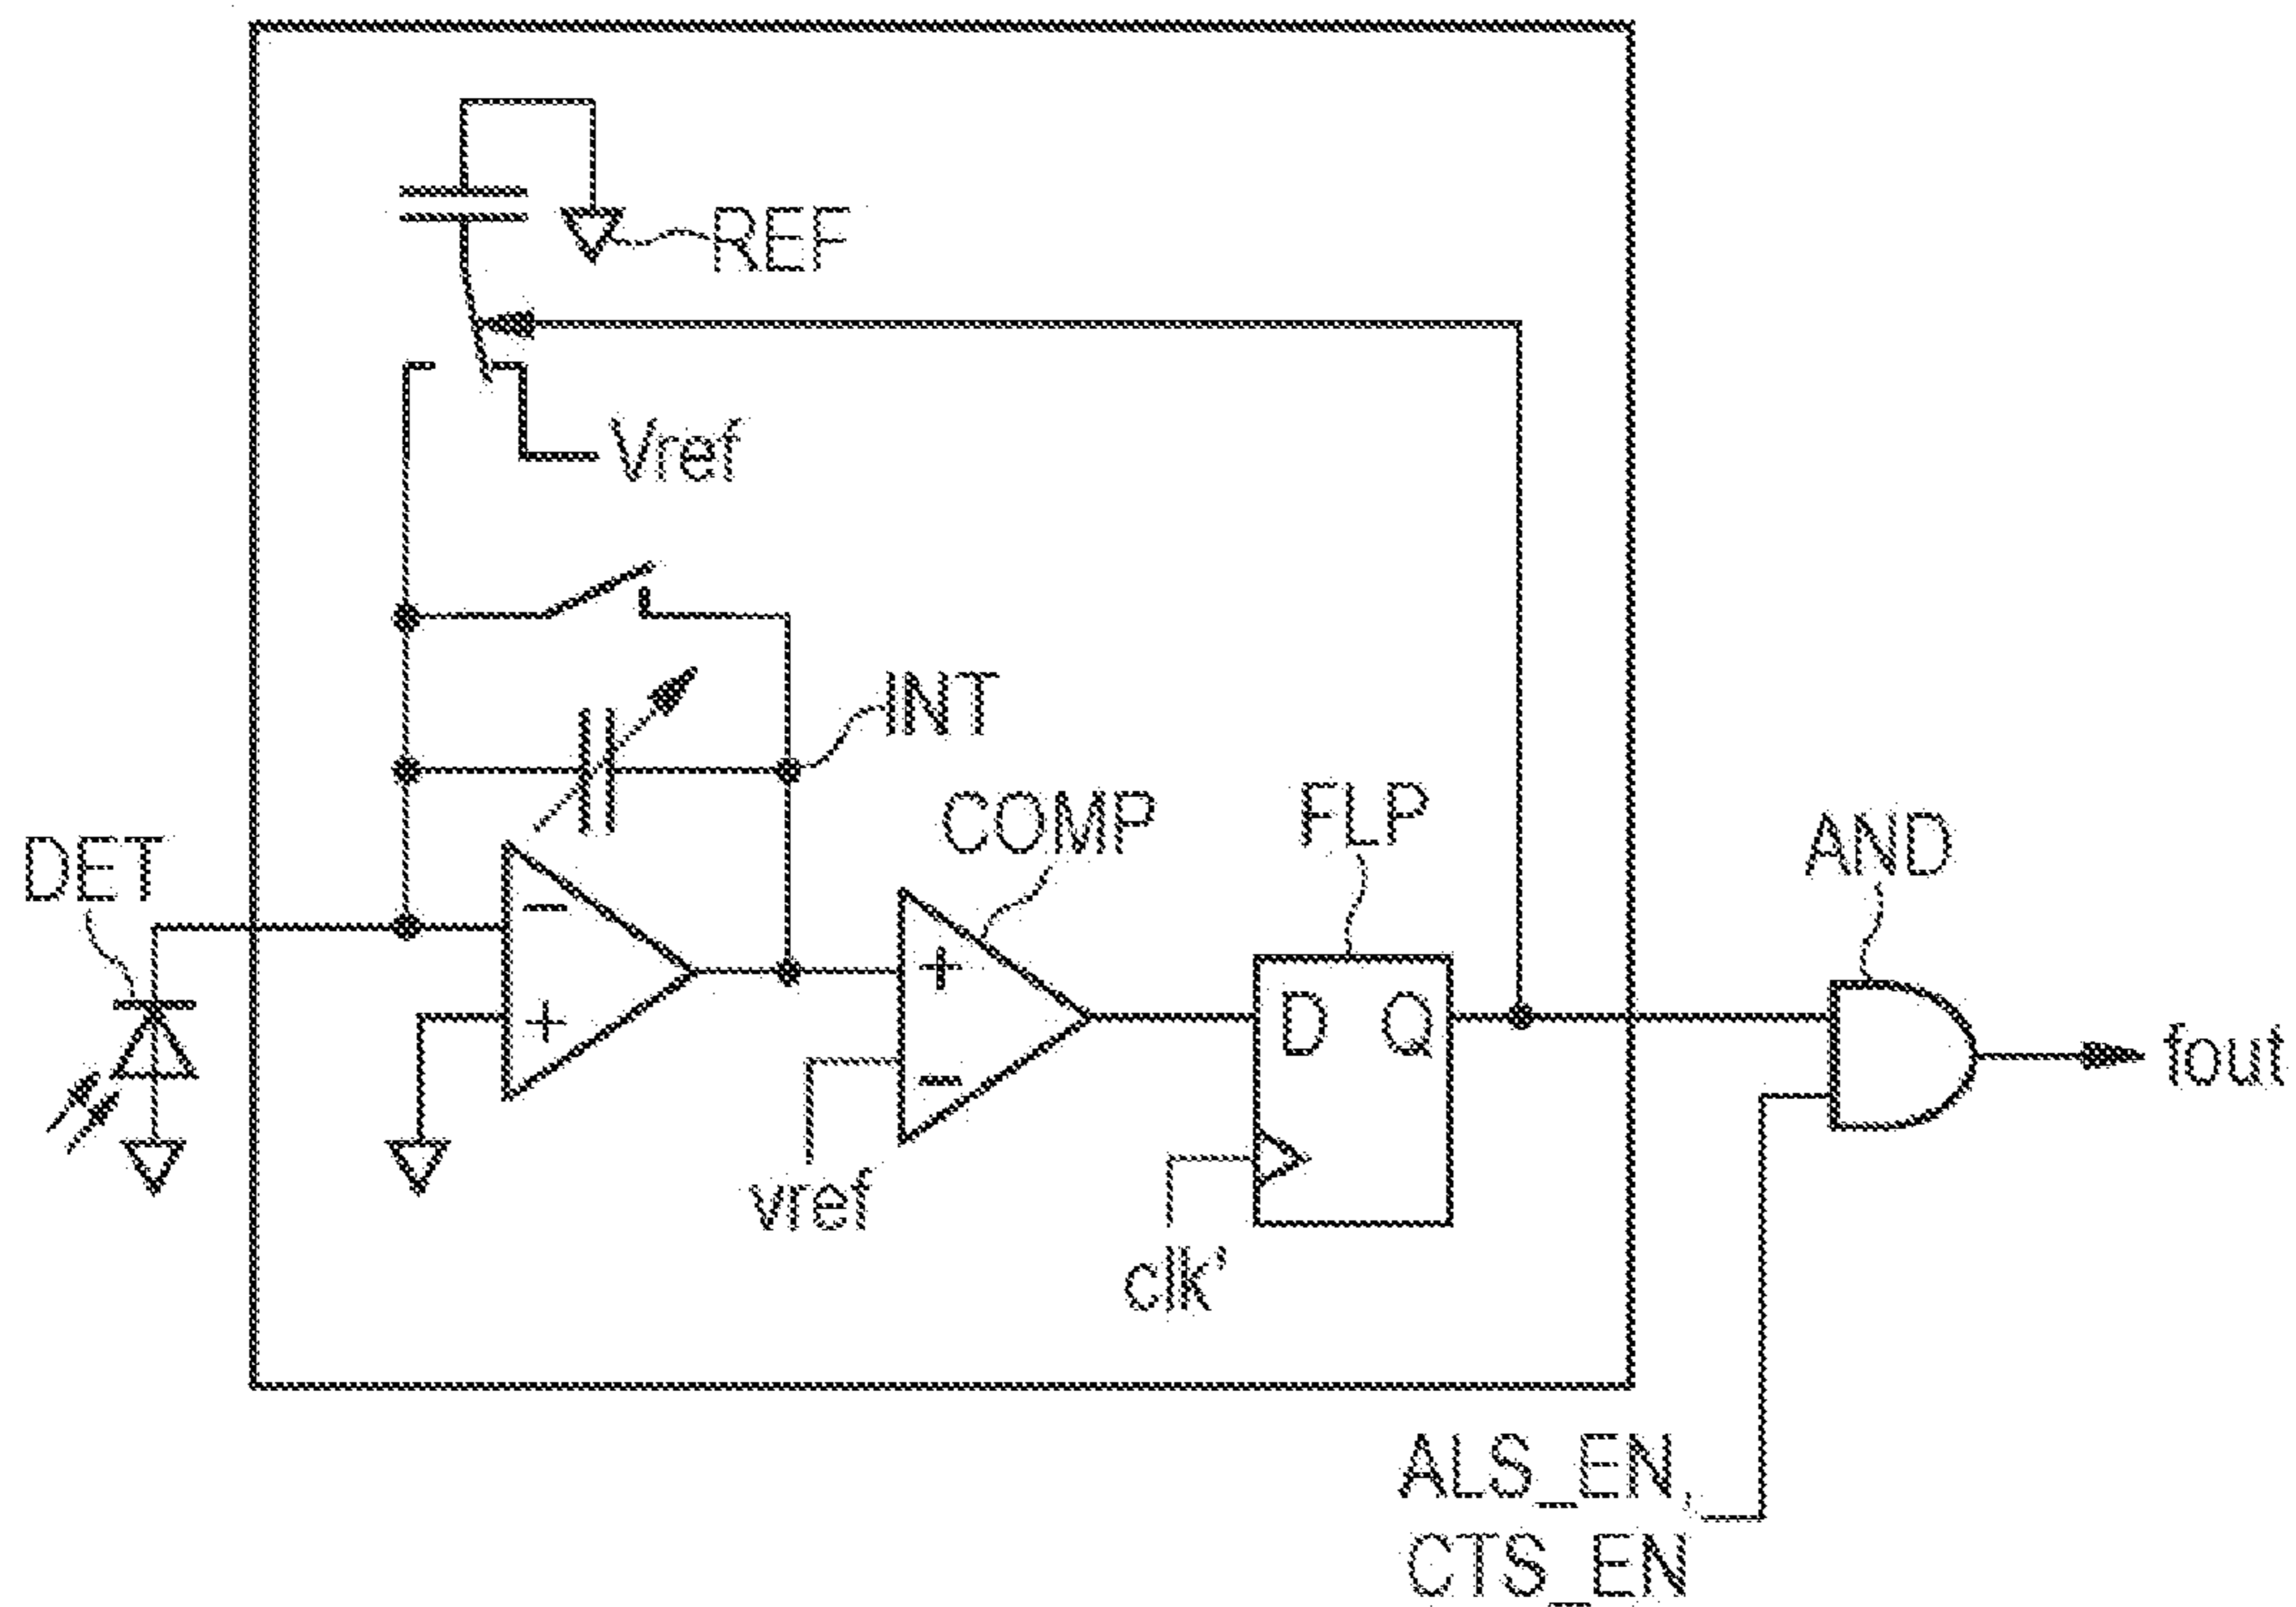 REF
Vref
INT
COMP
FLP
AND
DET
−
+
+
−
D Q
fout
vref
clk'
ALS_EN,
CTS_EN